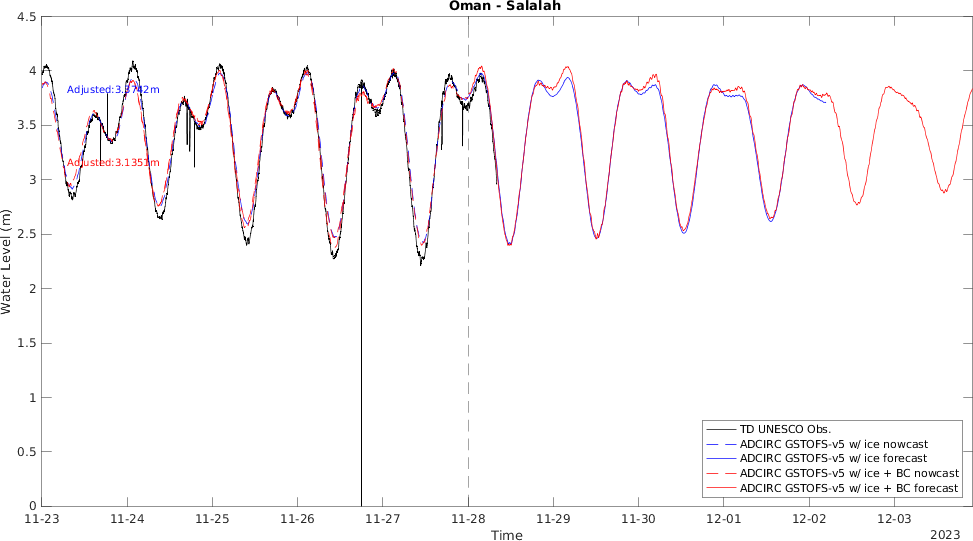 Oman - Salalah
4.5
4
3.5
3
2.5
2
1.5
1
0.5
0
Water Level (m)
Adjusted:3.3742m
Adjusted:3.1351m
TD UNESCO Obs.
ADCIRC GSTOFS-v5 w/ ice nowcast
ADCIRC GSTOFS-v5 w/ ice forecast
ADCIRC GSTOFS-v5 w/ ice + BC nowcast
ADCIRC GSTOFS-v5 w/ ice + BC forecast
11-23 11-24 11-25 11-26 11-27 11-28 11-29 11-30 12-01 12-02 12-03
Time
2023